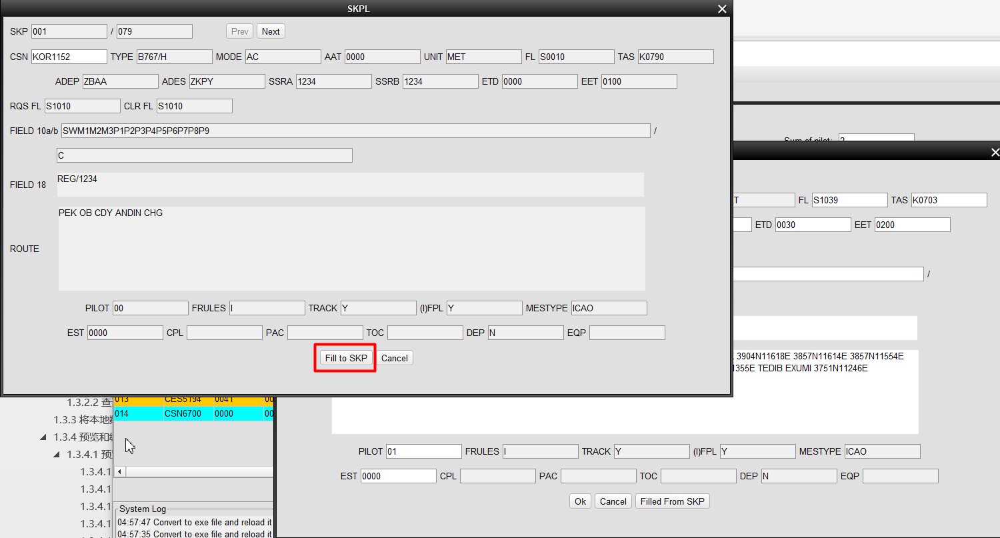 SKPL
SKP 001 / 079 Prev Next
CSN KOR1152 TYPE B767/H MODE AC AAT 0000 UNIT MET FL S0010 TAS K0790
ADEP ZBAA ADES ZKPY SSRA 1234 SSRB 1234 ETD 0000 EET 0100
RQS FL S1010 CLR FL S1010
FIELD 10a/b SWM1M2M3P1P2P3P4P5P6P7P8P9 /
C
FIELD 18 REG/1234
PEK OB CDY ANDIN CHG
ROUTE
PILOT 00 FRULES I TRACK Y (I)FPL Y MESTYPE ICAO
EST 0000 CPL PAC TOC DEP N EQP
Fill to SKP Cancel
Sum of pilot: 2
T FL S1039 TAS K0703
ETD 0030 EET 0200
/
3904N11618E 3857N11614E 3857N11554E
1355E TEDIB EXUMI 3751N11246E
PILOT 01 FRULES I TRACK Y (I)FPL Y MESTYPE ICAO
EST 0000 CPL PAC TOC DEP N EQP
Ok Cancel Filled From SKP
1.3.2.2 查
1.3.3 将本地
1.3.4 预览和
1.3.4.1 预
1.3.4.1
1.3.4.1
1.3.4.1
1.3.4.1
013 CES5194 0041 00
014 CSN6700 0000 00
System Log
04:57:47 Convert to exe file and reload it
04:57:35 Convert to exe file and reload it